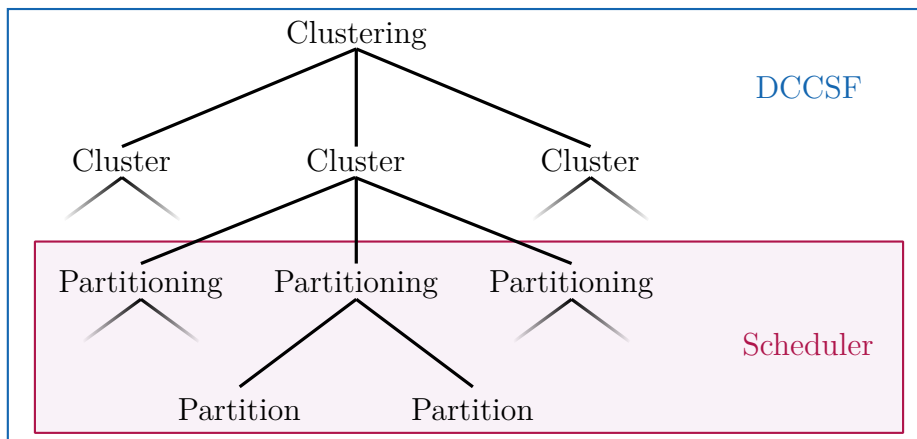 Clustering
DCCSF
Cluster Cluster Cluster
Partitioning Partitioning Partitioning
Scheduler
Partition Partition